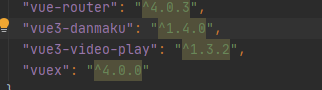 "vue-router": "^4.0.3",
"vue3-danmaku": "^1.4.0",
"vue3-video-play": "^1.3.2",
"vuex": "^4.0.0"
}